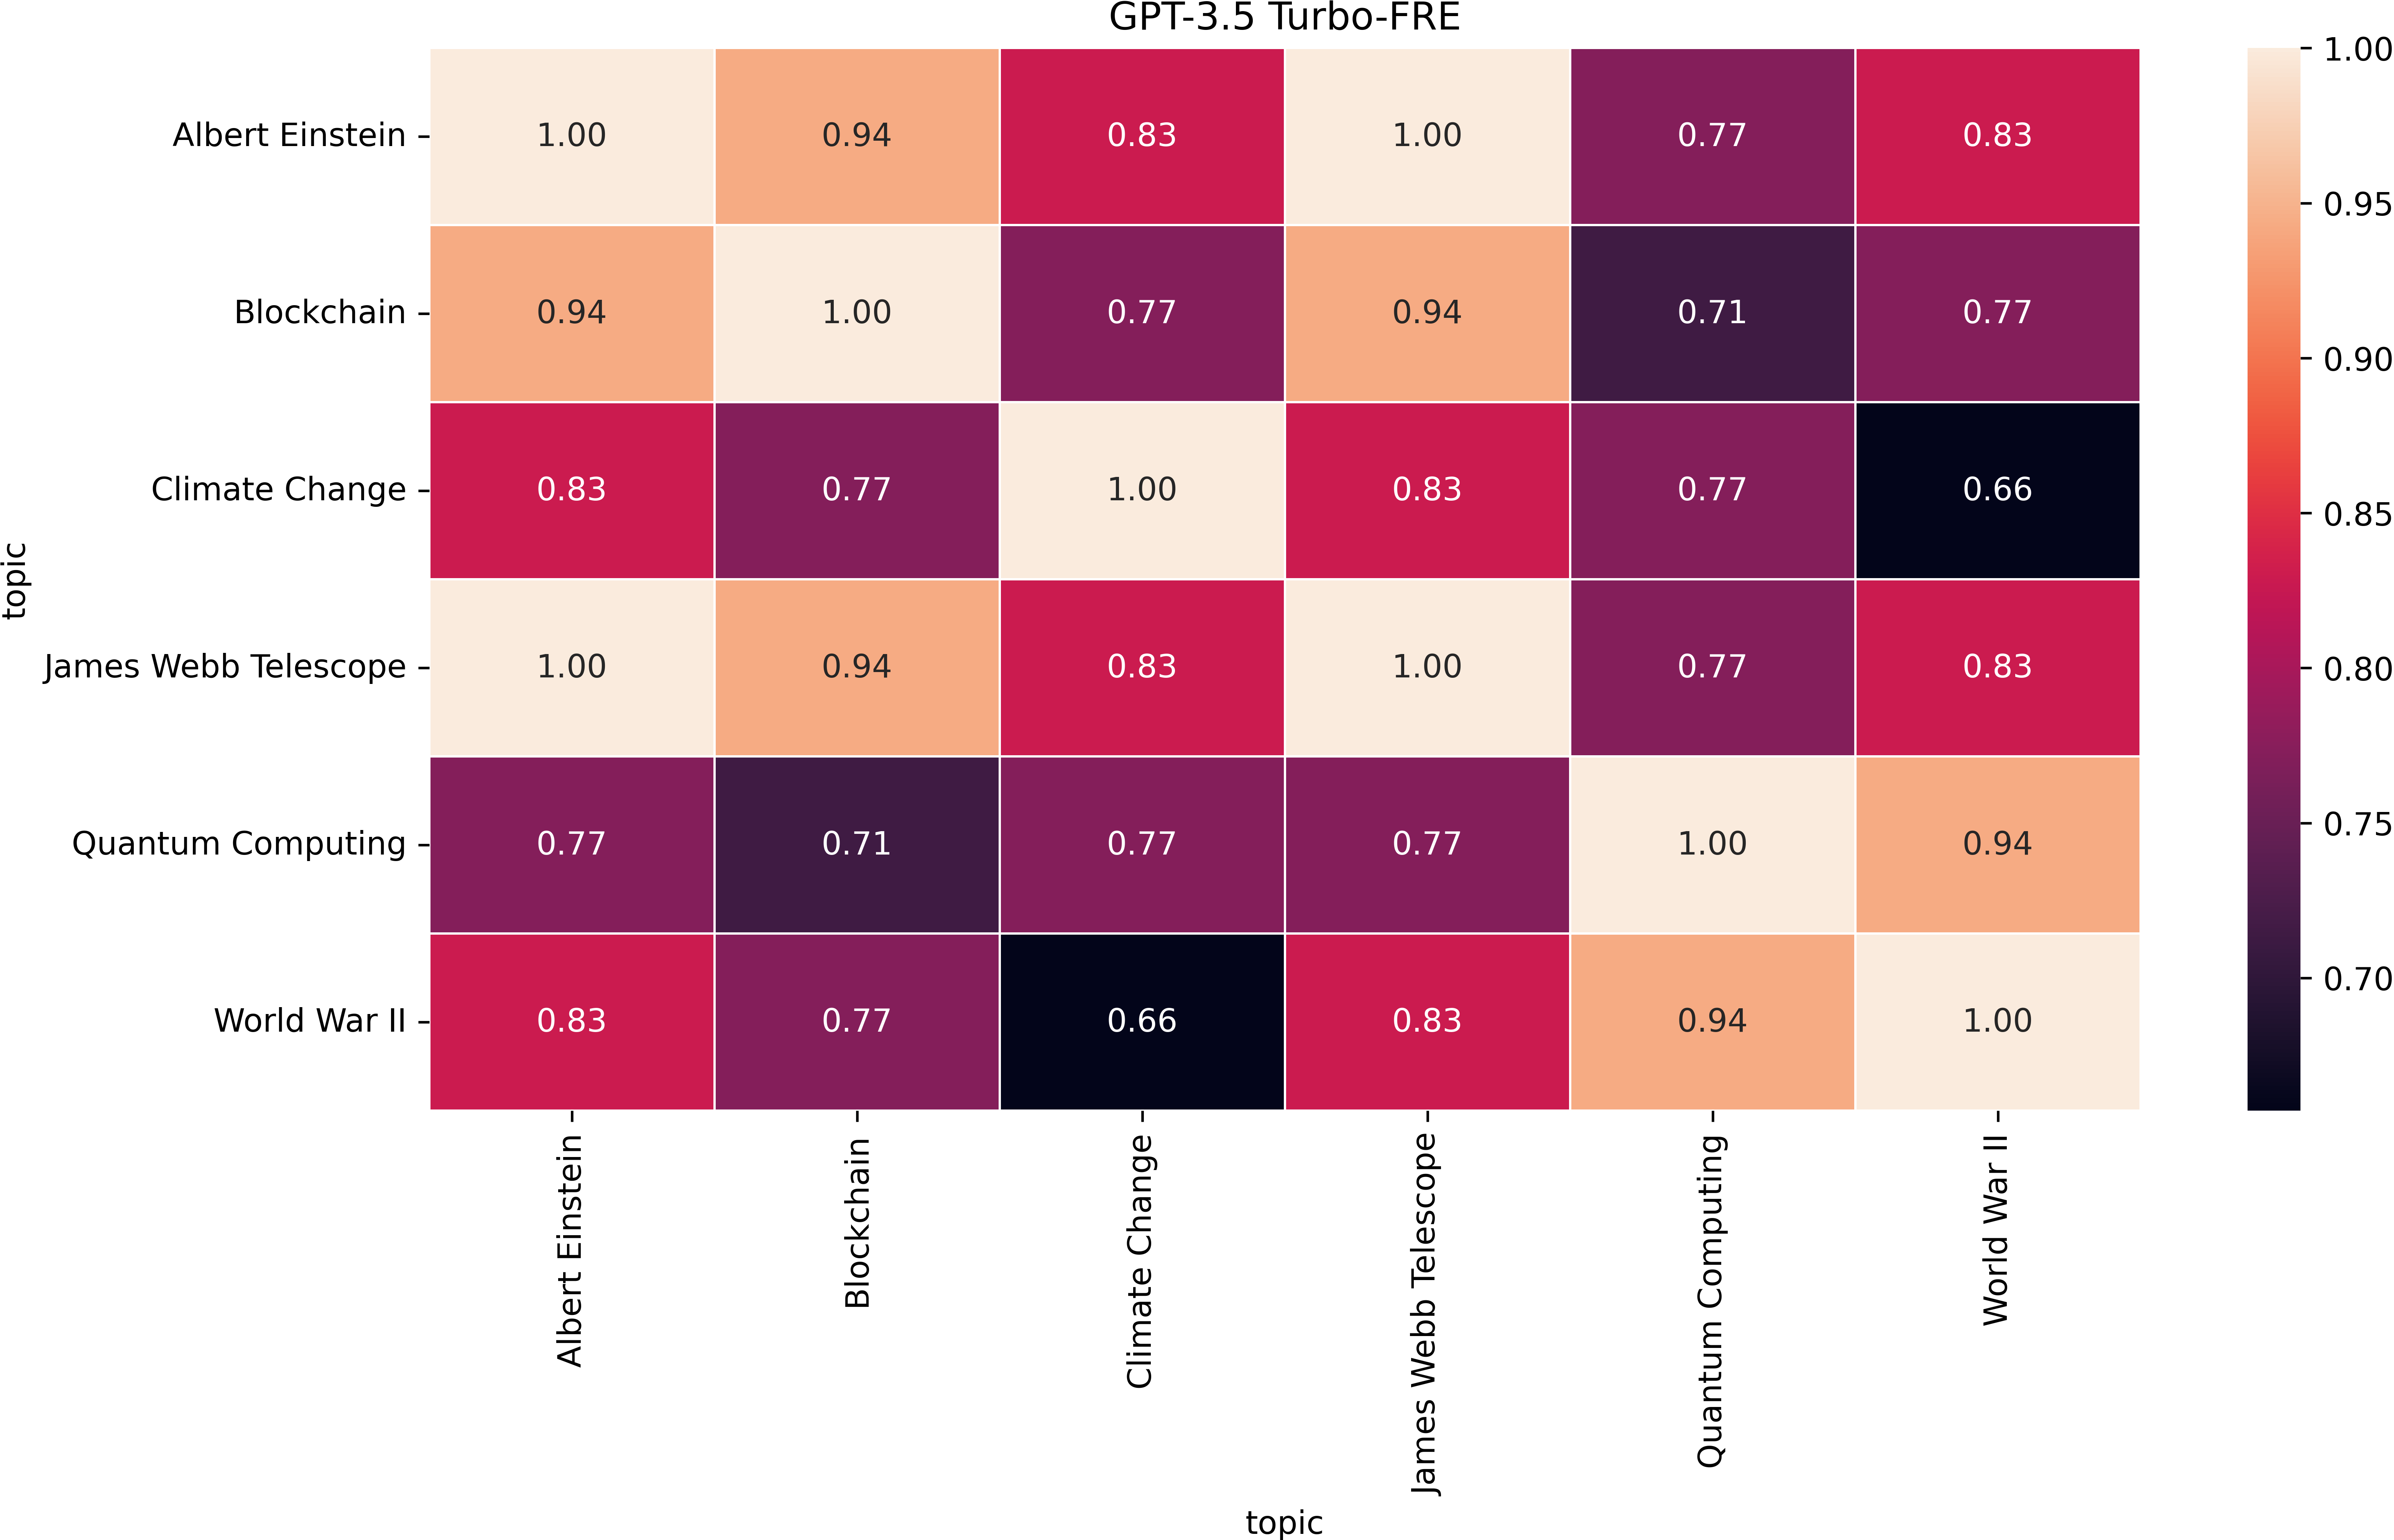 GPT-3.5 Turbo-FRE
Albert Einstein 1.00 0.94 0.83 1.00 0.77 0.83
Blockchain 0.94 1.00 0.77 0.94 0.71 0.77
Climate Change 0.83 0.77 1.00 0.83 0.77 0.66
James Webb Telescope 1.00 0.94 0.83 1.00 0.77 0.83
Quantum Computing 0.77 0.71 0.77 0.77 1.00 0.94
World War II 0.83 0.77 0.66 0.83 0.94 1.00
topic
Albert Einstein
Blockchain
Climate Change
James Webb Telescope
Quantum Computing
World War II
topic
1.00
0.95
0.90
0.85
0.80
0.75
0.70